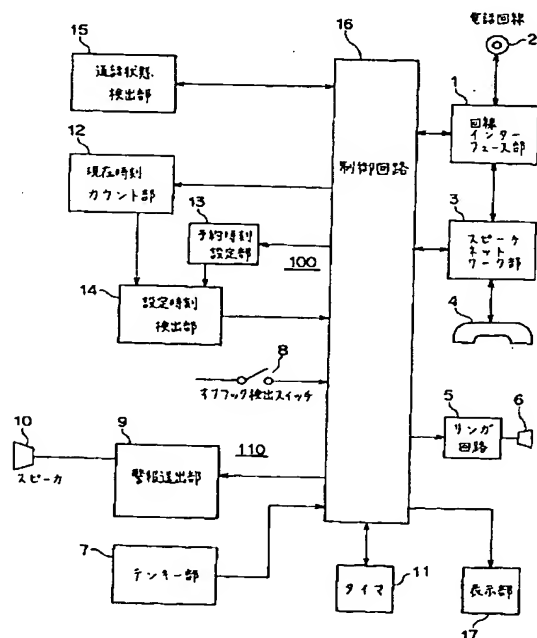 電話回線
2
16
15
通話状態
検出部
1
回線
インター
フェース部
12
現在時刻
カウント部
制御回路
13
予約時刻
設定部
100
3
スピーチ
ネット
ワーク部
14
設定時刻
検出部
4
8
オフフック検出スイッチ
5
リンガ
回路
6
10
スピーカ
9
警報送出部
110
7
テンキー部
タイマ
11
表示部
17